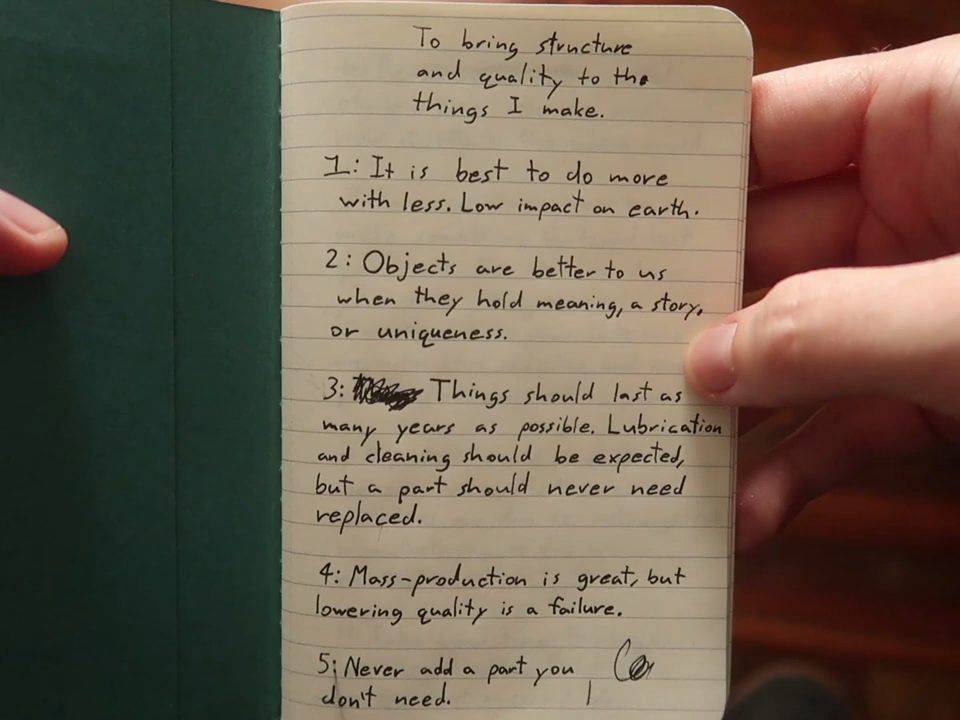 To bring structure
and quality to the
things I make.
1: It is best to do more
with less. Low impact on earth.
2: Objects are better to us
when they hold meaning, a story,
or uniqueness.
3: Things should last as
many years as possible. Lubrication
and cleaning should be expected,
but a part should never need
replaced.
4: Mass-production is great, but
lowering quality is a failure.
5: Never add a part you
don't need.